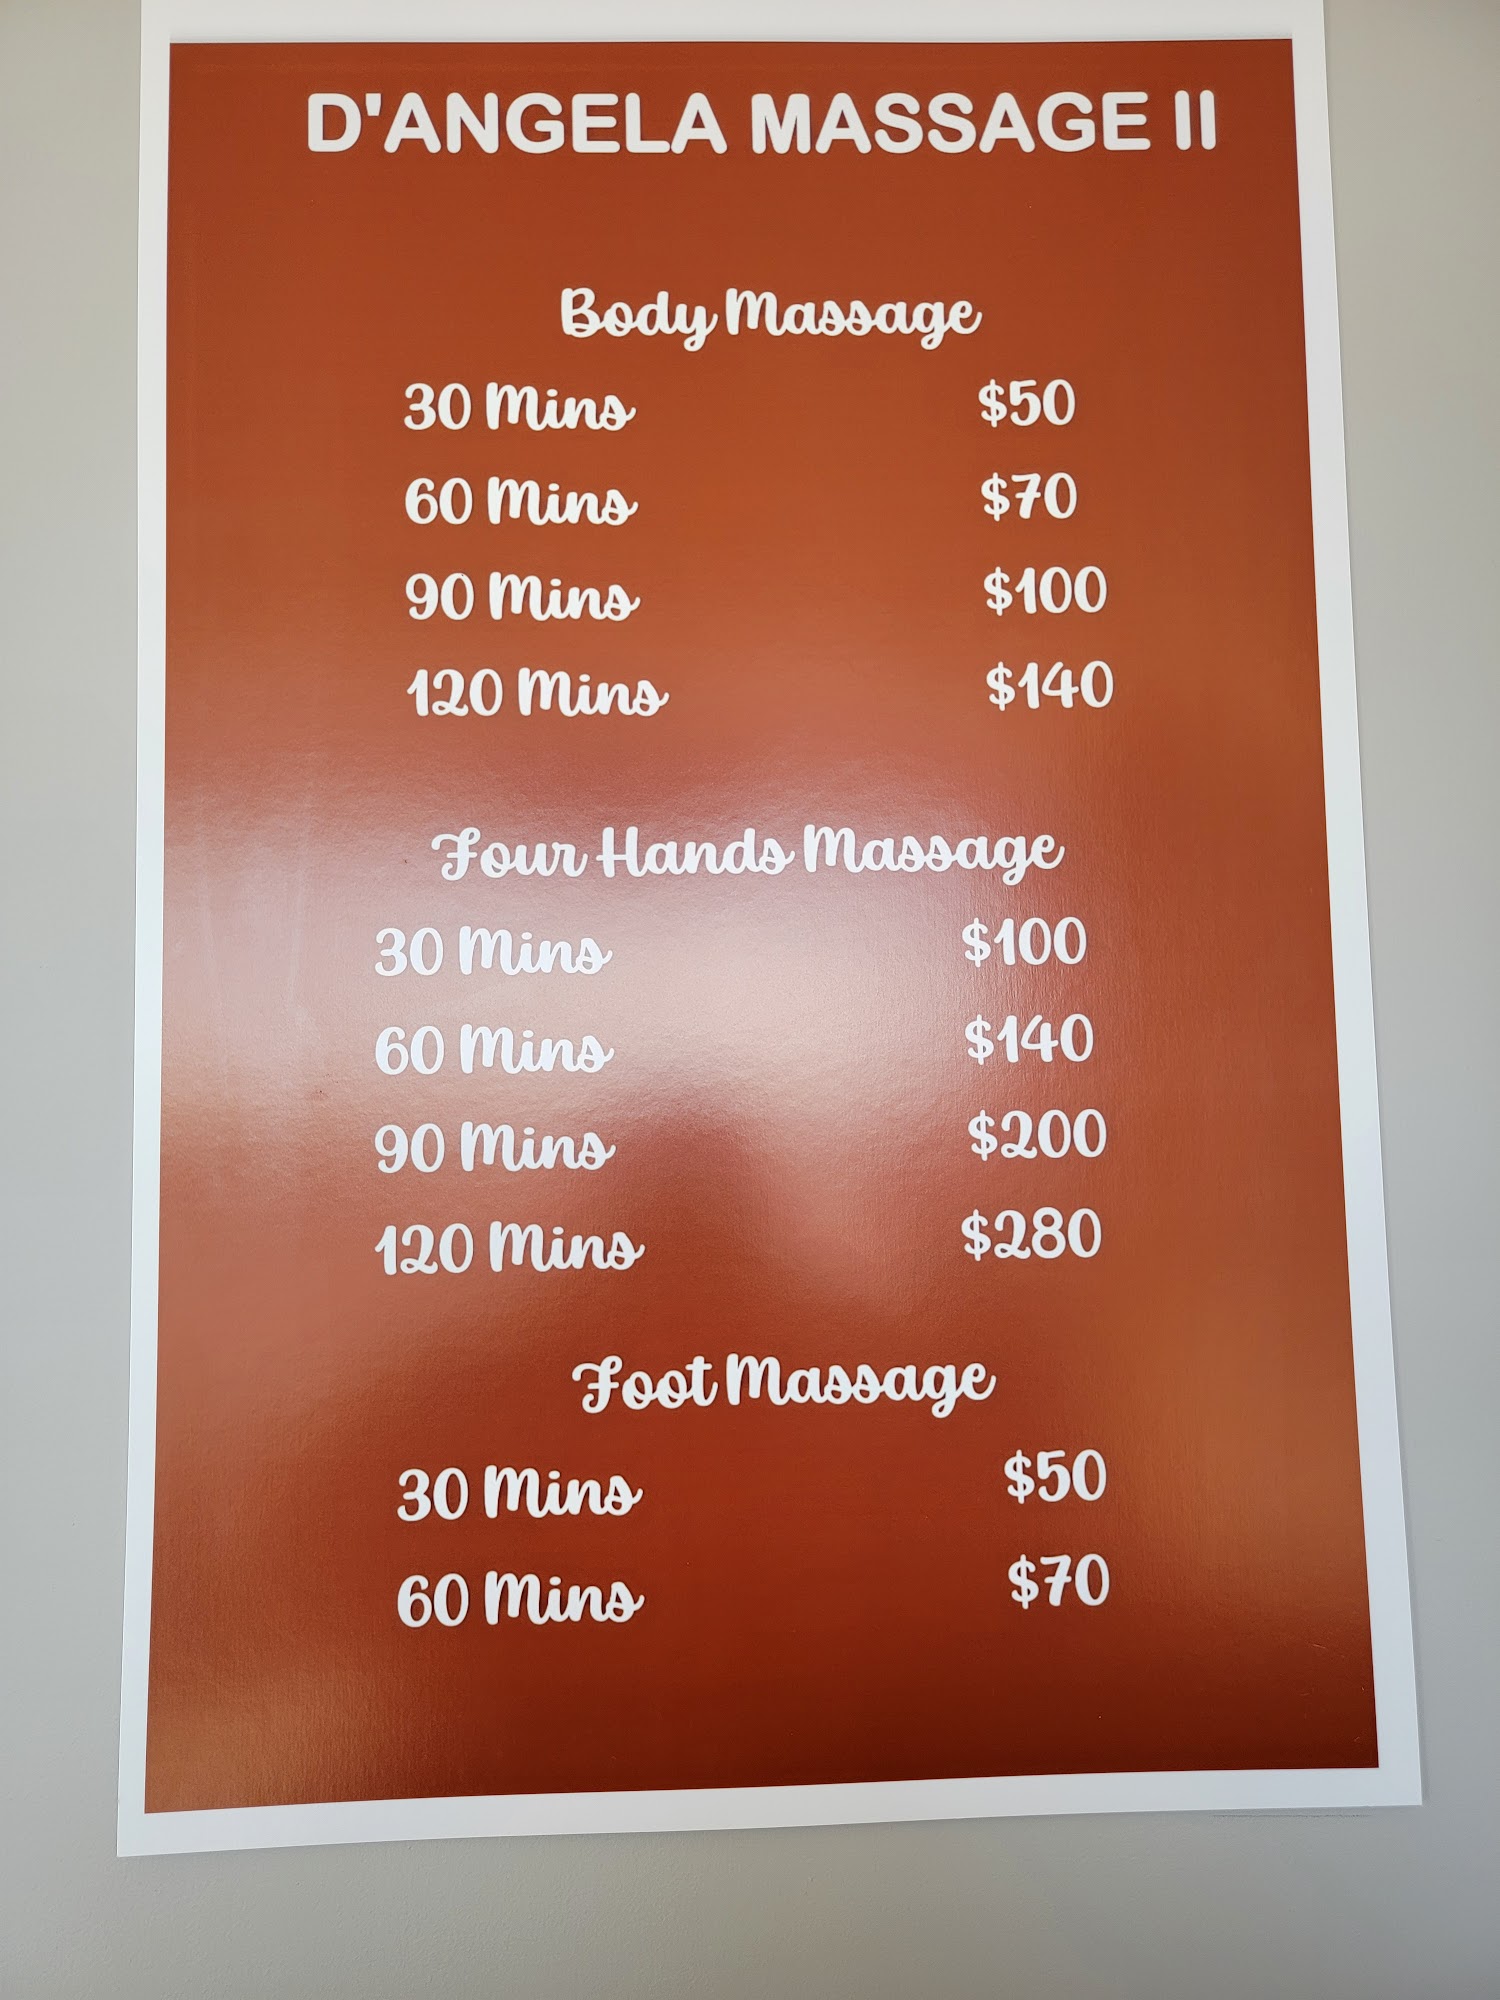 D'ANGELA MASSAGE II
Body Massage
30 Mins $50
60 Mins $70
90 Mins $100
120 Mins $140
Four Hands Massage
30 Mins $100
60 Mins $140
90 Mins $200
120 Mins $280
Foot Massage
30 Mins $50
60 Mins $70